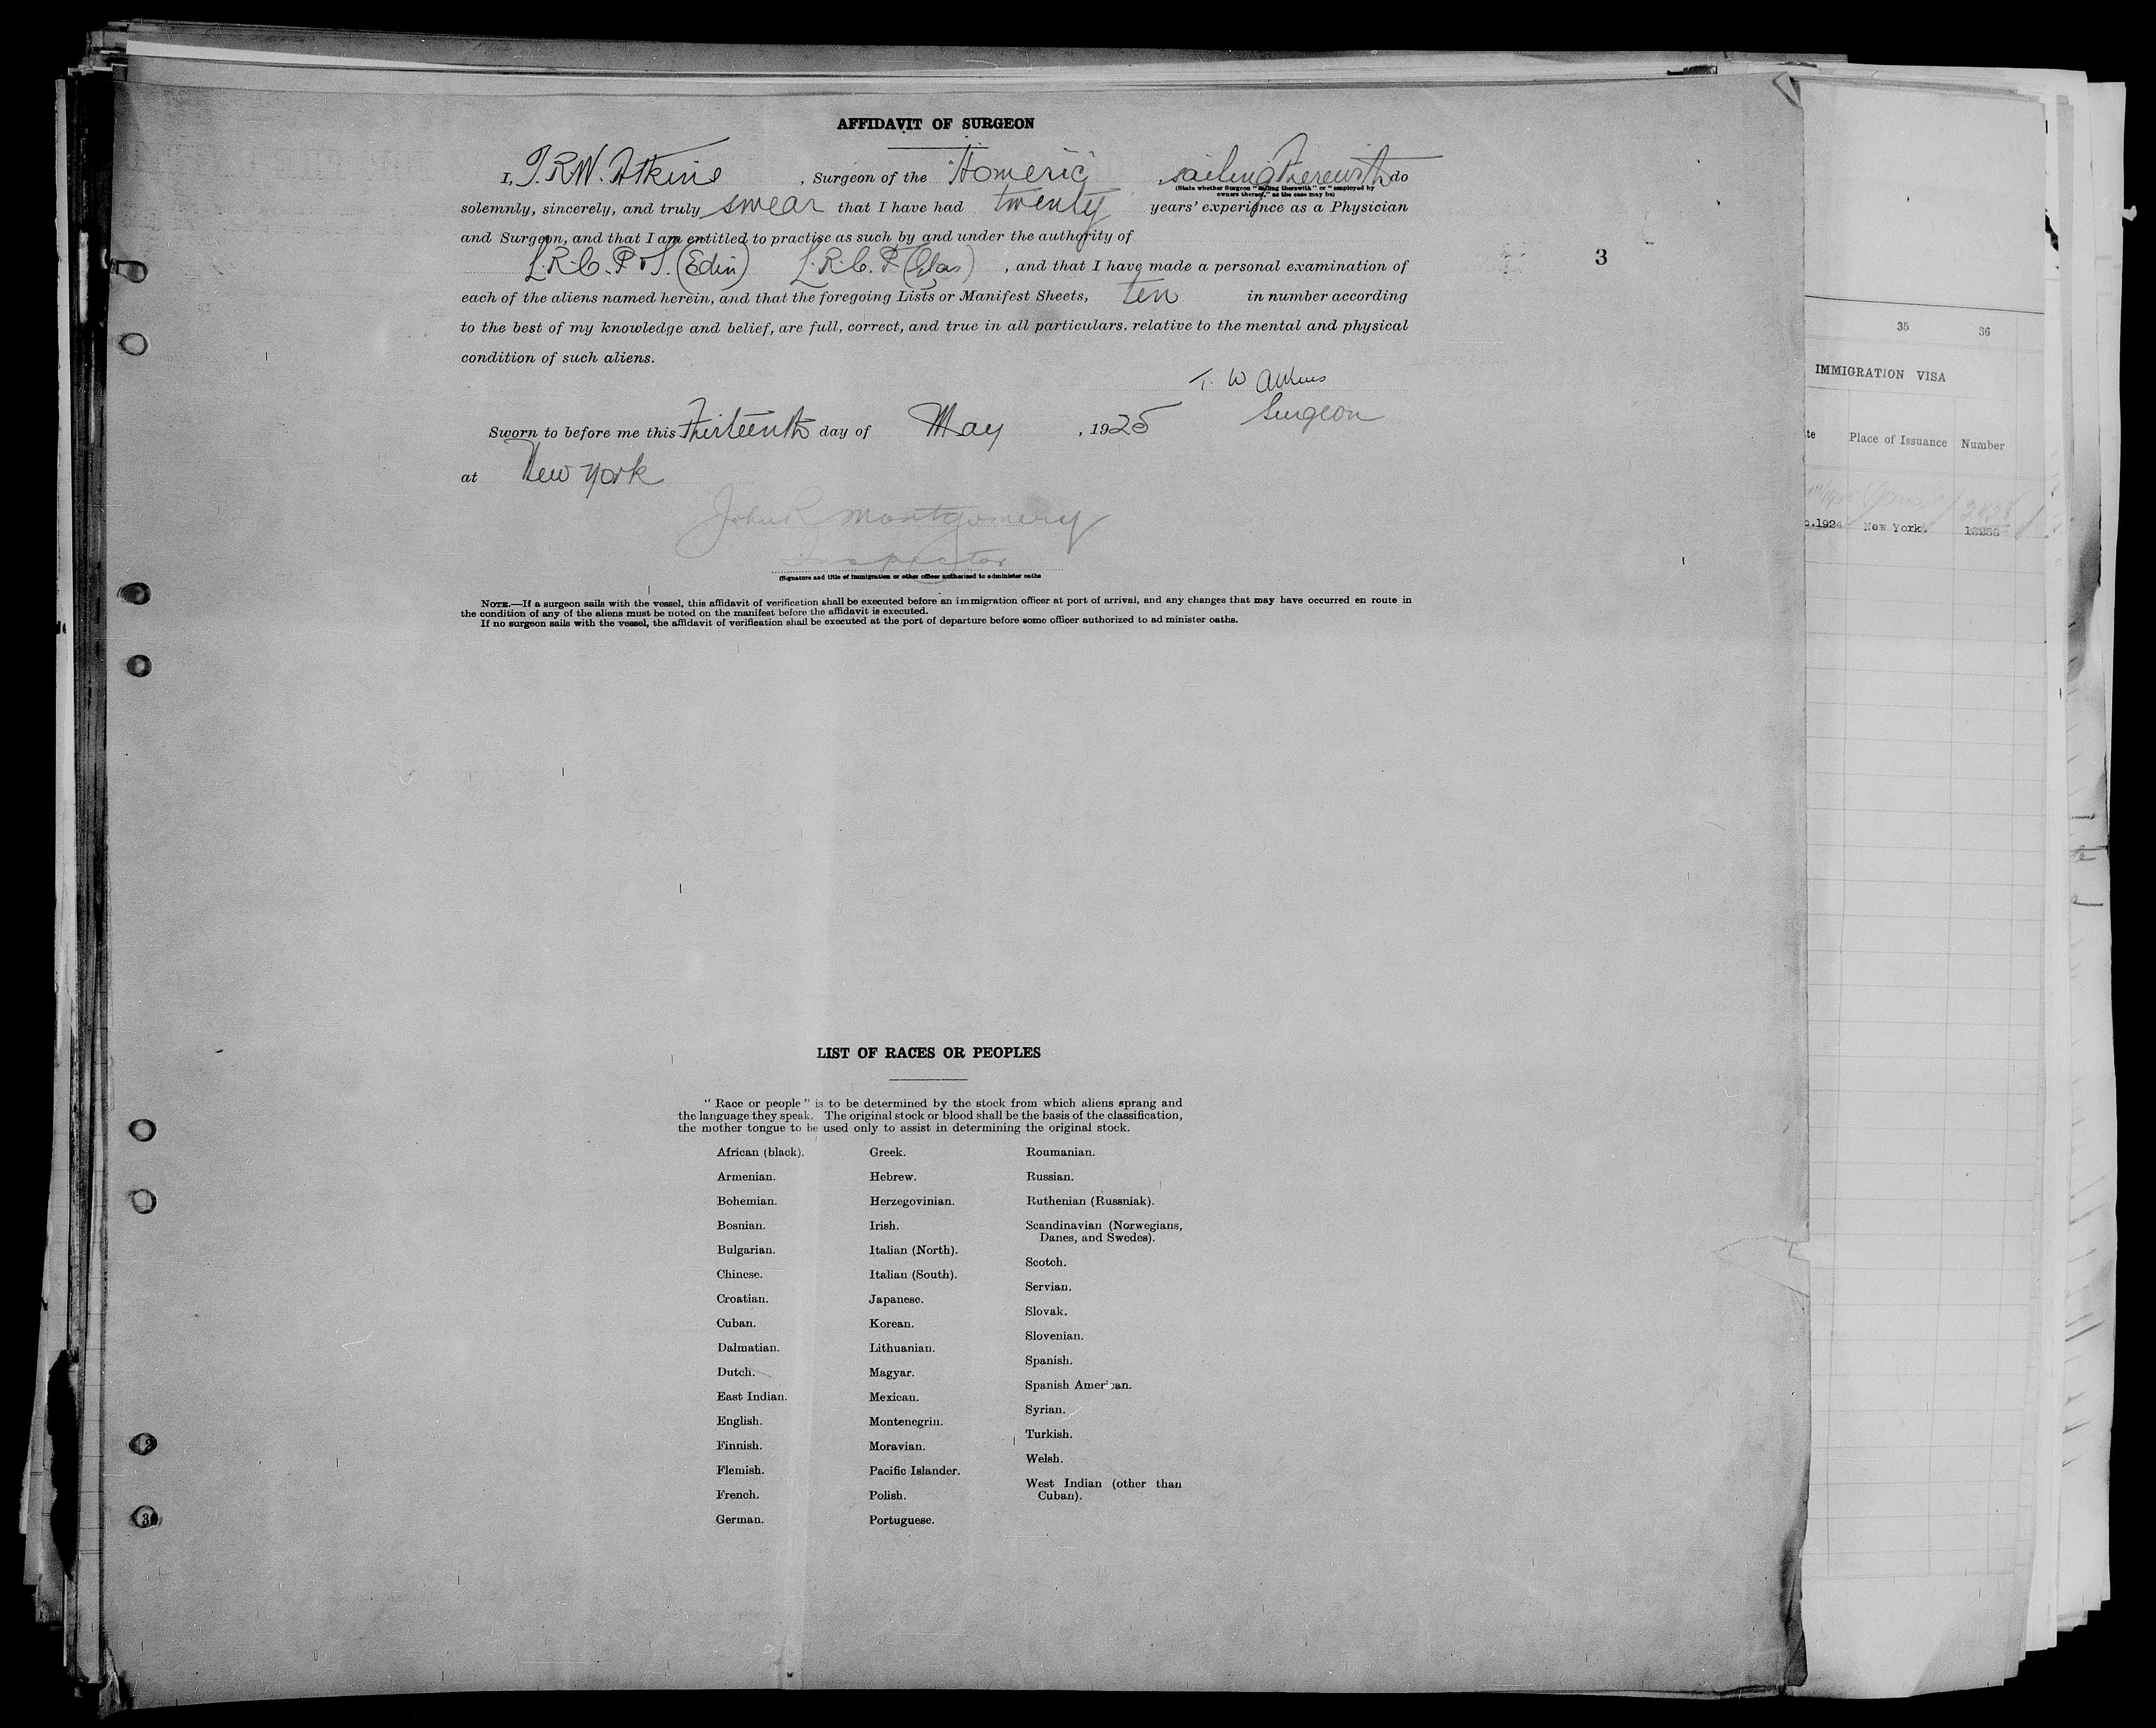 AFFIDAVIT OF SURGEON
I, T.R.W. Atkins, Surgeon of the "Homeric", sailing therewith, do
(State whether Surgeon "sailing therewith" or "employed by
owners thereof," as the case may be)
solemnly, sincerely, and truly swear that I have had twenty years' experience as a Physician
and Surgeon, and that I am entitled to practise as such by and under the authority of
L.R.C.P & S. (Edin) L.R.C.P. (Glas), and that I have made a personal examination of
each of the aliens named herein, and that the foregoing Lists or Manifest Sheets, ten in number according
to the best of my knowledge and belief, are full, correct, and true in all particulars. relative to the mental and physical
condition of such aliens.
3
T. W Atkins
Surgeon
Sworn to before me this Thirteenth day of May, 1925
at New York
John R Montgomery
Inspector
(Signature and title of immigration or other officer authorized to administer oaths
NOTE.—If a surgeon sails with the vessel, this affidavit of verification shall be executed before an immigration officer at port of arrival, and any changes that may have occurred en route in
the condition of any of the aliens must be noted on the manifest before the affidavit is executed.
If no surgeon sails with the vessel, the affidavit of verification shall be executed at the port of departure before some officer authorized to ad minister oaths.
LIST OF RACES OR PEOPLES
"Race or people" is to be determined by the stock from which aliens sprang and
the language they speak. The original stock or blood shall be the basis of the classification,
the mother tongue to be used only to assist in determining the original stock.
African (black).
Armenian.
Bohemian.
Bosnian.
Bulgarian.
Chinese.
Croatian.
Cuban.
Dalmatian.
Dutch.
East Indian.
English.
Finnish.
Flemish.
French.
German.
Greek.
Hebrew.
Herzegovinian.
Irish.
Italian (North).
Italian (South).
Japanese.
Korean.
Lithuanian.
Magyar.
Mexican.
Montenegrin.
Moravian.
Pacific Islander.
Polish.
Portuguese.
Roumanian.
Russian.
Ruthenian (Russniak).
Scandinavian (Norwegians,
Danes, and Swedes).
Scotch.
Servian.
Slovak.
Slovenian.
Spanish.
Spanish American.
Syrian.
Turkish.
Welsh.
West Indian (other than
Cuban).
35 36
IMMIGRATION VISA
Place of Issuance Number
1924 New York.